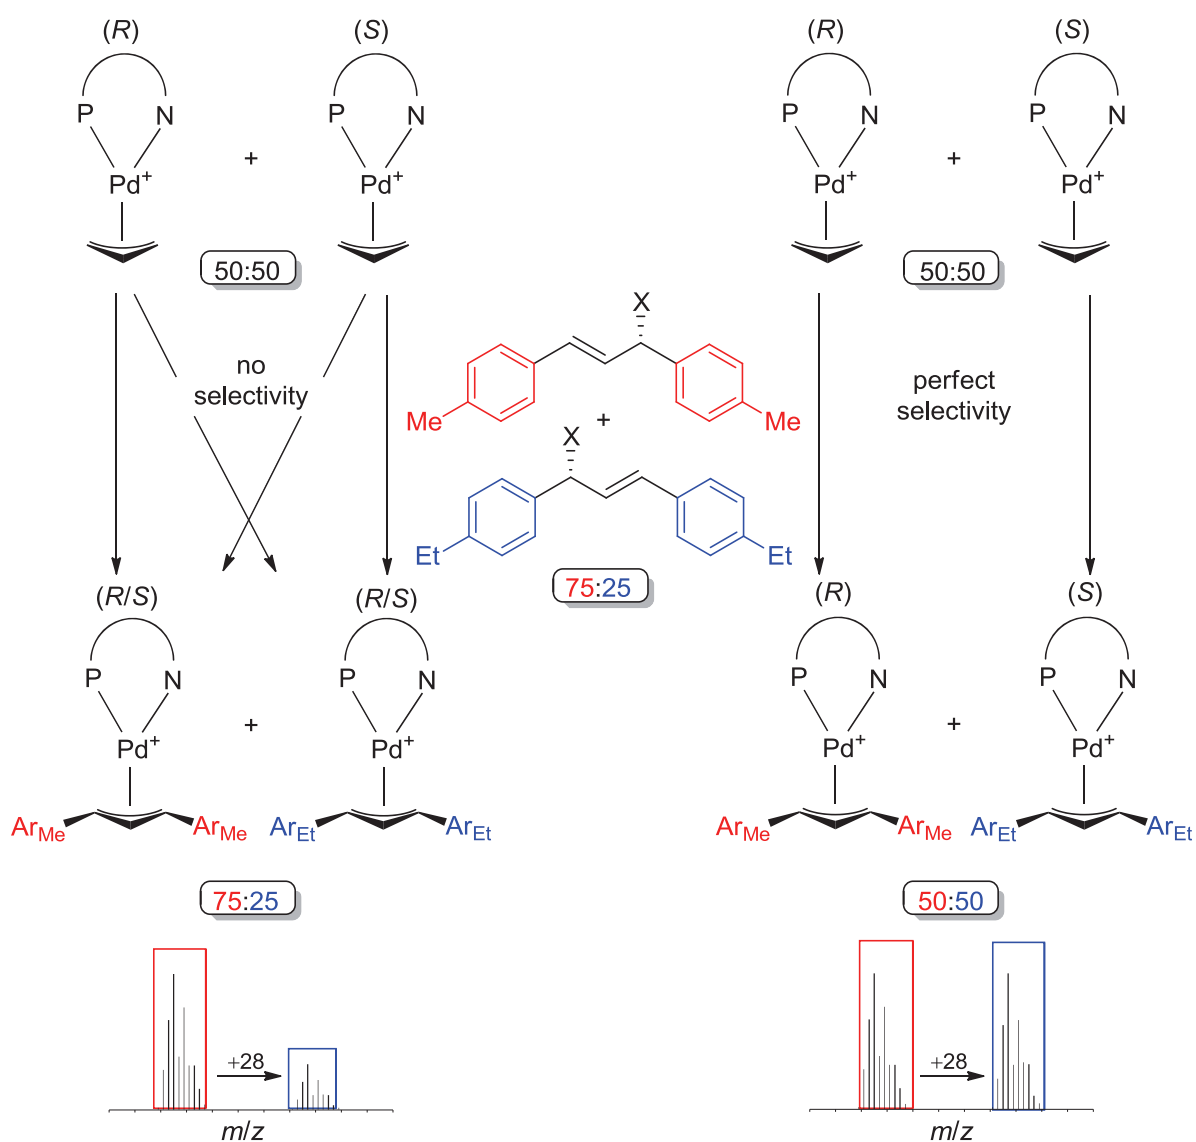 (R) (S) (R) (S)
P N P N P N P N
+ +
Pd+ Pd+ Pd+ Pd+
50:50 50:50
X
no
selectivity
perfect
selectivity
Me Me
+
X
Et Et
75:25
(R/S) (R/S) (R) (S)
P N P N P N P N
+ +
Pd+ Pd+ Pd+ Pd+
ArMe ArMe ArEt ArEt ArMe ArMe ArEt ArEt
75:25 50:50
+28 +28
m/z m/z